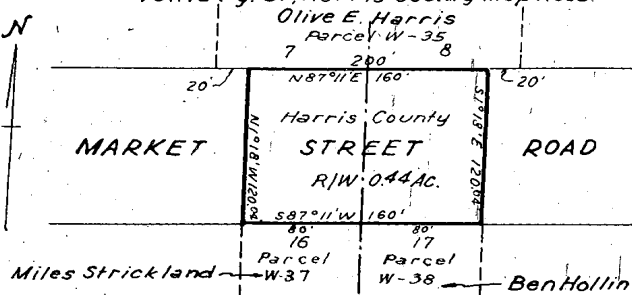 N
Olive E. Harris
Parcel W-35
7 8
200'
20' N87°11'E 160' 20'
Harris County
MARKET STREET ROAD
R/W 0.44 AC.
N1°18'W 120.04'
S1°18'E 120.04'
S87°11'W 160'
80' 80'
16 17
Parcel Parcel
W-37 W-38
Miles Strickland Ben Hollin